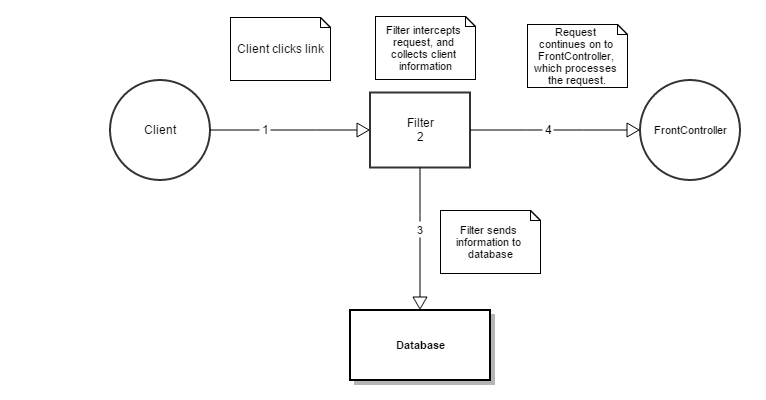 Client clicks link
Filter intercepts
request, and
collects client
information
Request
continues on to
FrontController,
which processes
the request.
Client
1
Filter
2
4
FrontController
3
Filter sends
information to
database
Database